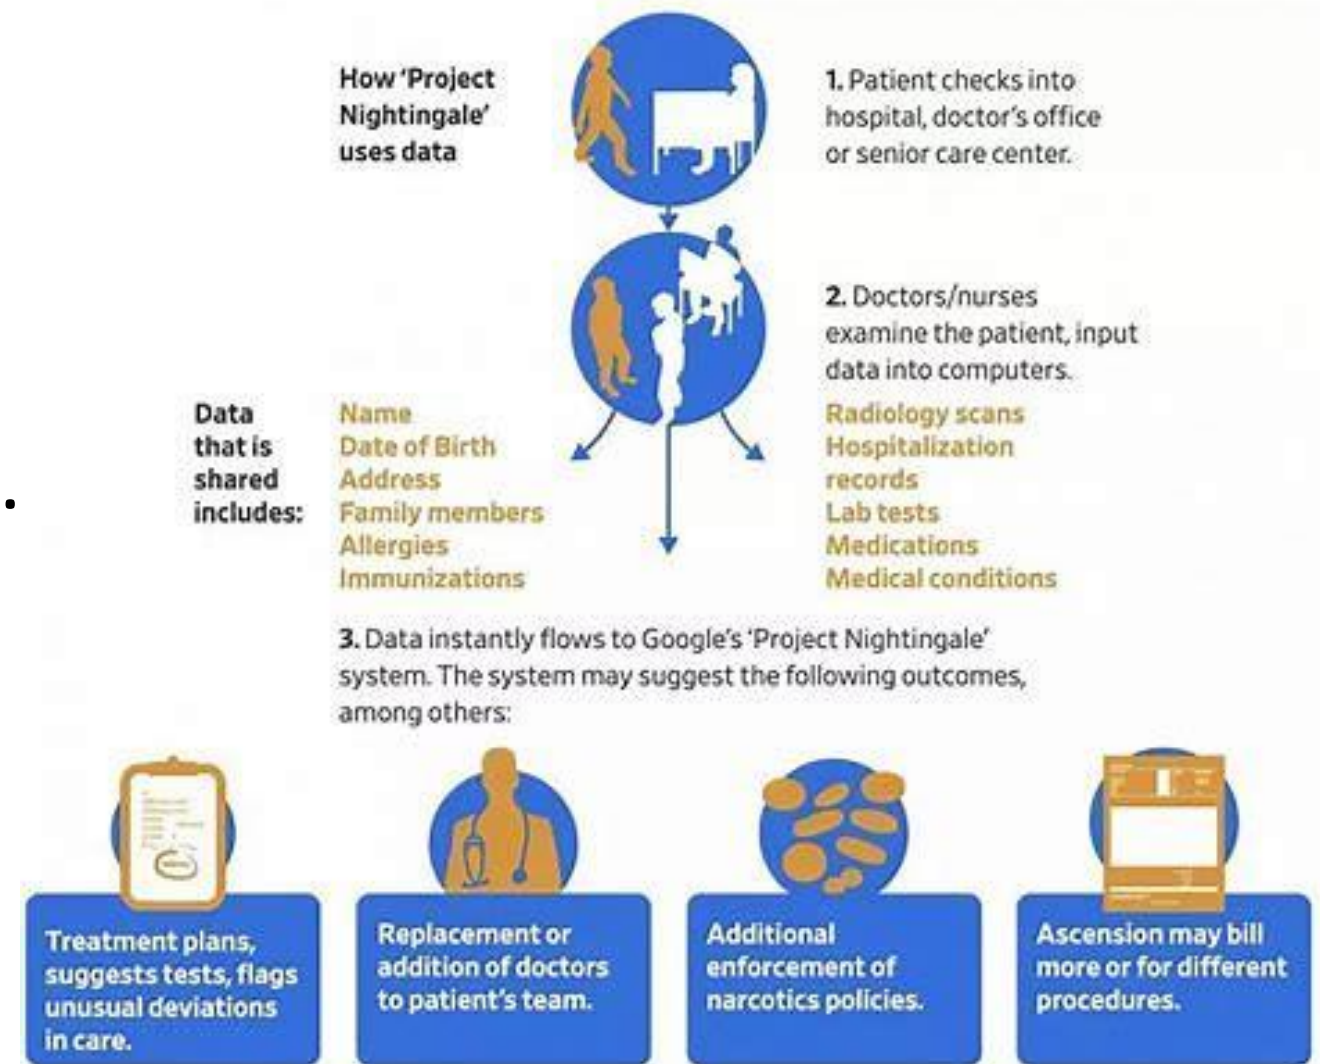 How 'Project
Nightingale'
uses data
1. Patient checks into
hospital, doctor's office
or senior care center.
2. Doctors/nurses
examine the patient, input
data into computers.
Data
that is
shared
includes:
Name
Date of Birth
Address
Family members
Allergies
Immunizations
Radiology scans
Hospitalization
records
Lab tests
Medications
Medical conditions
3. Data instantly flows to Google's 'Project Nightingale'
system. The system may suggest the following outcomes,
among others:
Treatment plans,
suggests tests, flags
unusual deviations
in care.
Replacement or
addition of doctors
to patient's team.
Additional
enforcement of
narcotics policies.
Ascension may bill
more or for different
procedures.